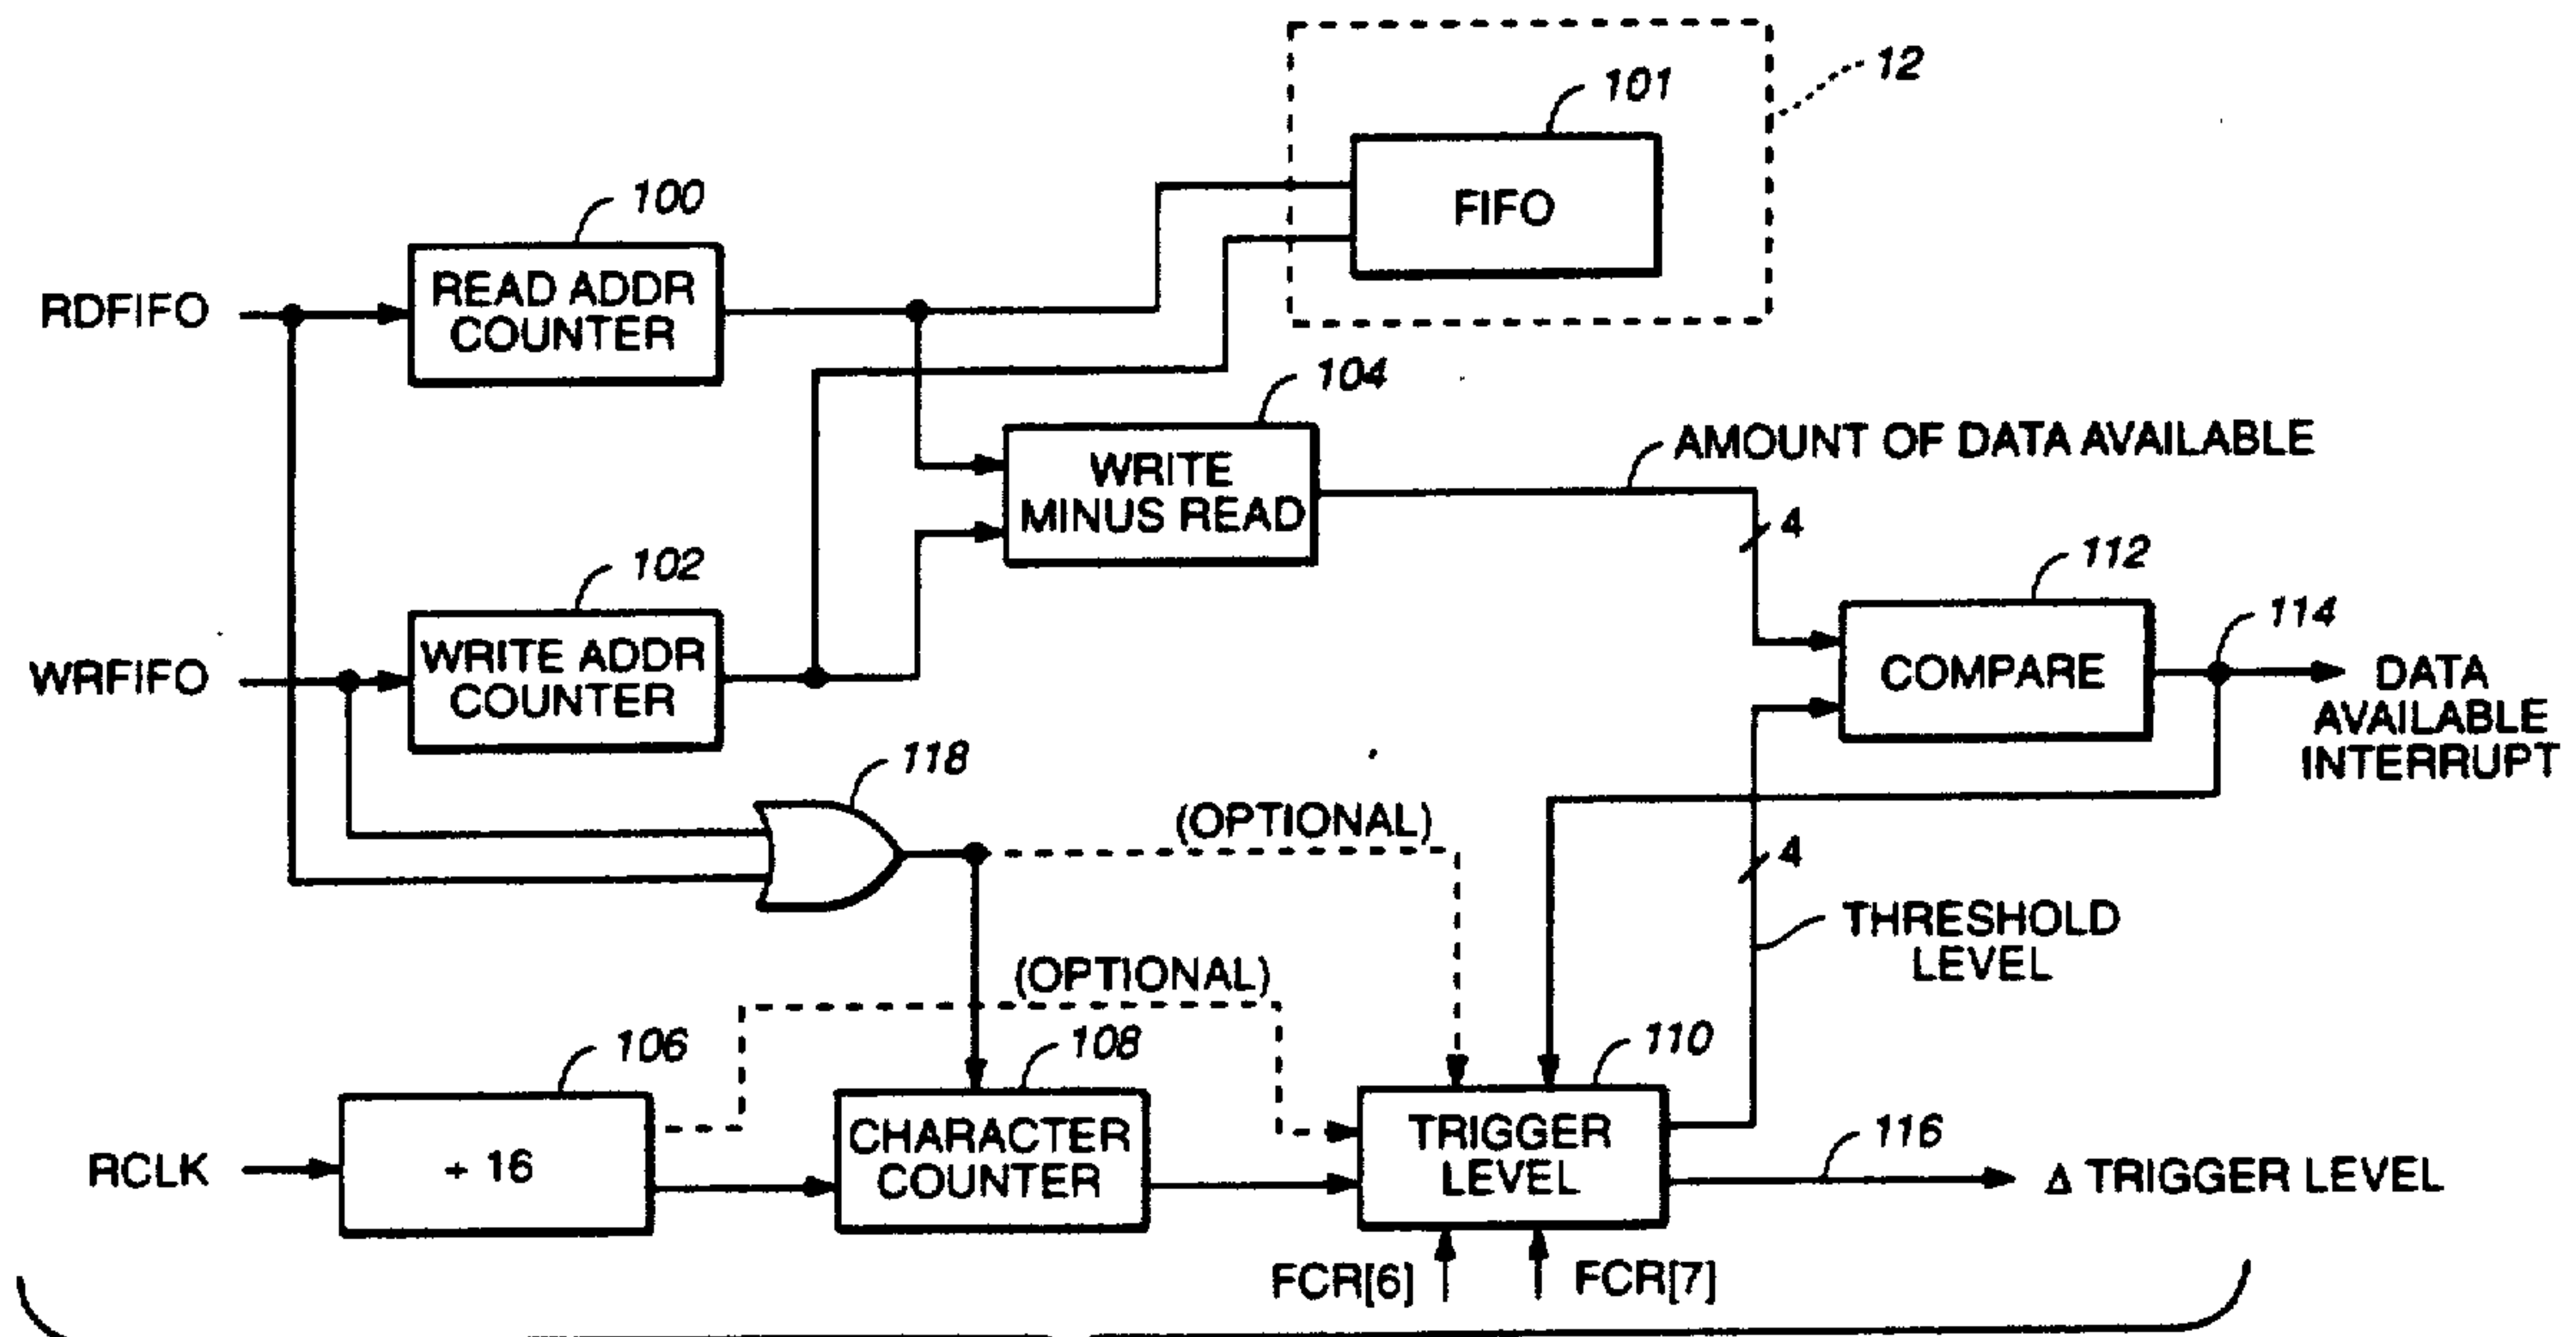 12
101
FIFO
100
READ ADDR
COUNTER
RDFIFO
104
WRITE
MINUS READ
AMOUNT OF DATA AVAILABLE
4
102
WRITE ADDR
COUNTER
WRFIFO
112
COMPARE
114
DATA
AVAILABLE
INTERRUPT
118
(OPTIONAL)
4
THRESHOLD
LEVEL
(OPTIONAL)
106
÷ 16
RCLK
108
CHARACTER
COUNTER
110
TRIGGER
LEVEL
116
Δ TRIGGER LEVEL
FCR[6]
FCR[7]